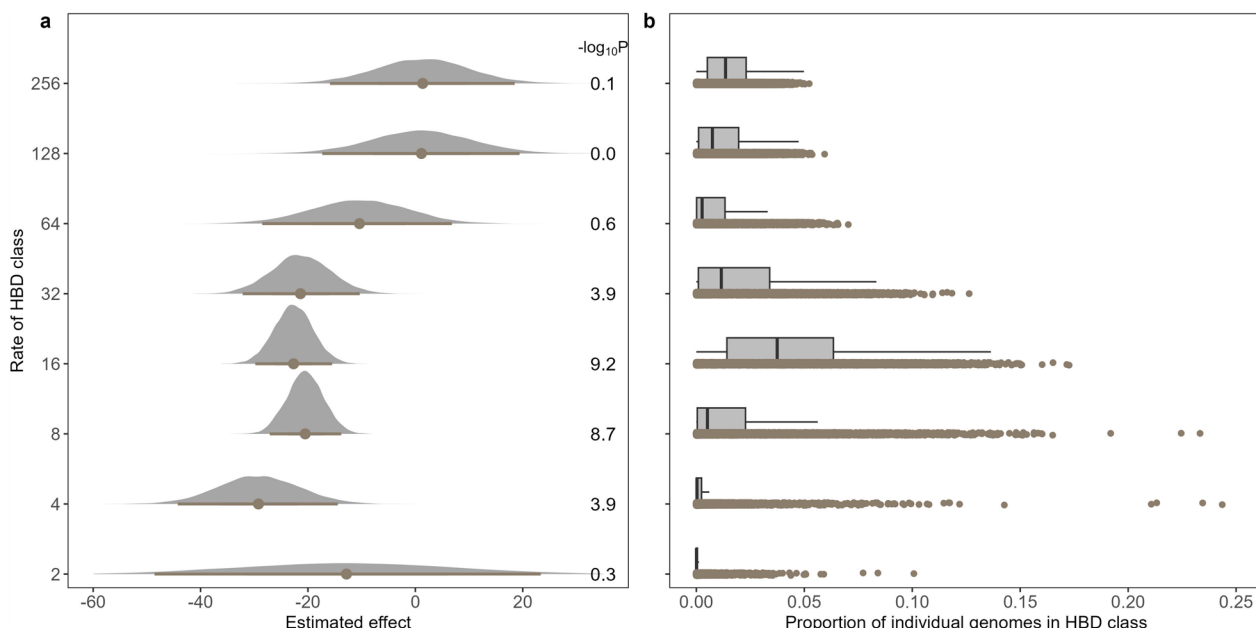 a
-log₁₀P
256
0.1
128
0.0
64
0.6
32
3.9
16
9.2
8
8.7
4
3.9
2
0.3
Rate of HBD class
-60 -40 -20 0 20
Estimated effect
b
0.00 0.05 0.10 0.15 0.20 0.25
Proportion of individual genomes in HBD class